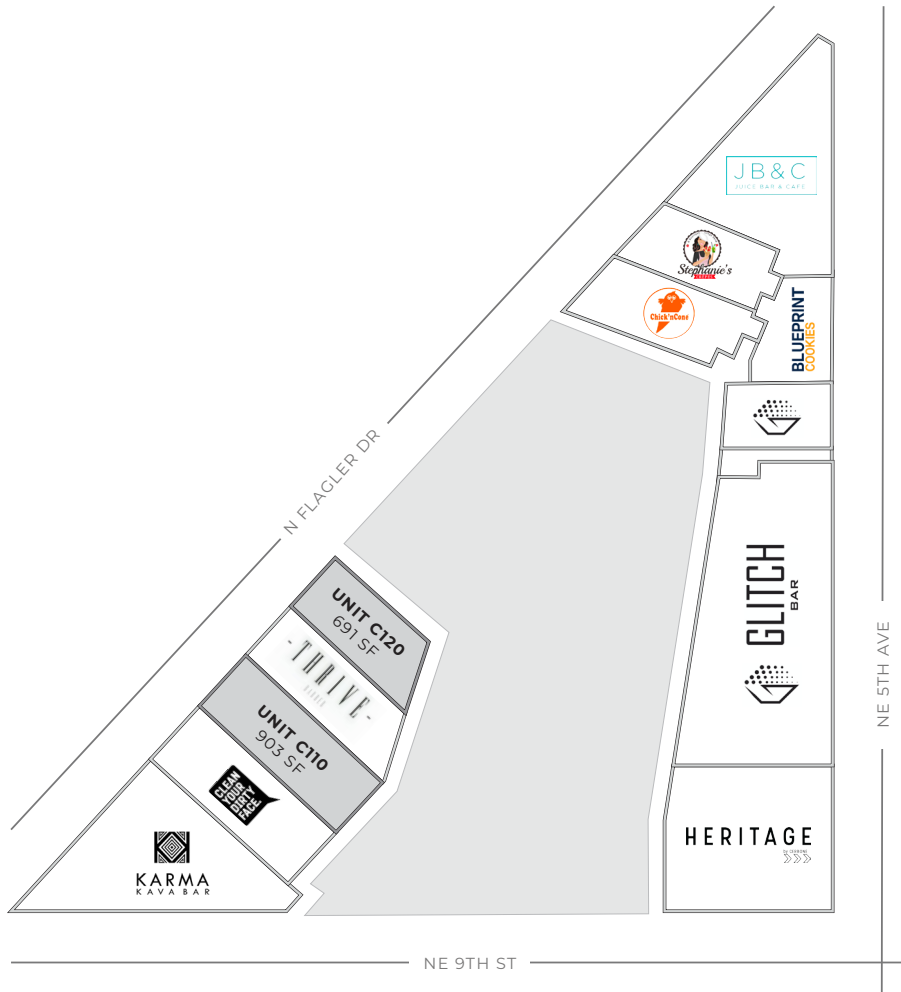 JB&C
JUICE BAR & CAFE
Stephanie's
Chick'nCone
BLUEPRINT
COOKIES
N FLAGLER DR
GLITCH
BAR
UNIT C120
691 SF
-THRIVE-
UNIT C110
903 SF
NE 5TH AVE
CLEAN
YOUR
DIRTY
FACE.
HERITAGE
KARMA
KAVA BAR
NE 9TH ST